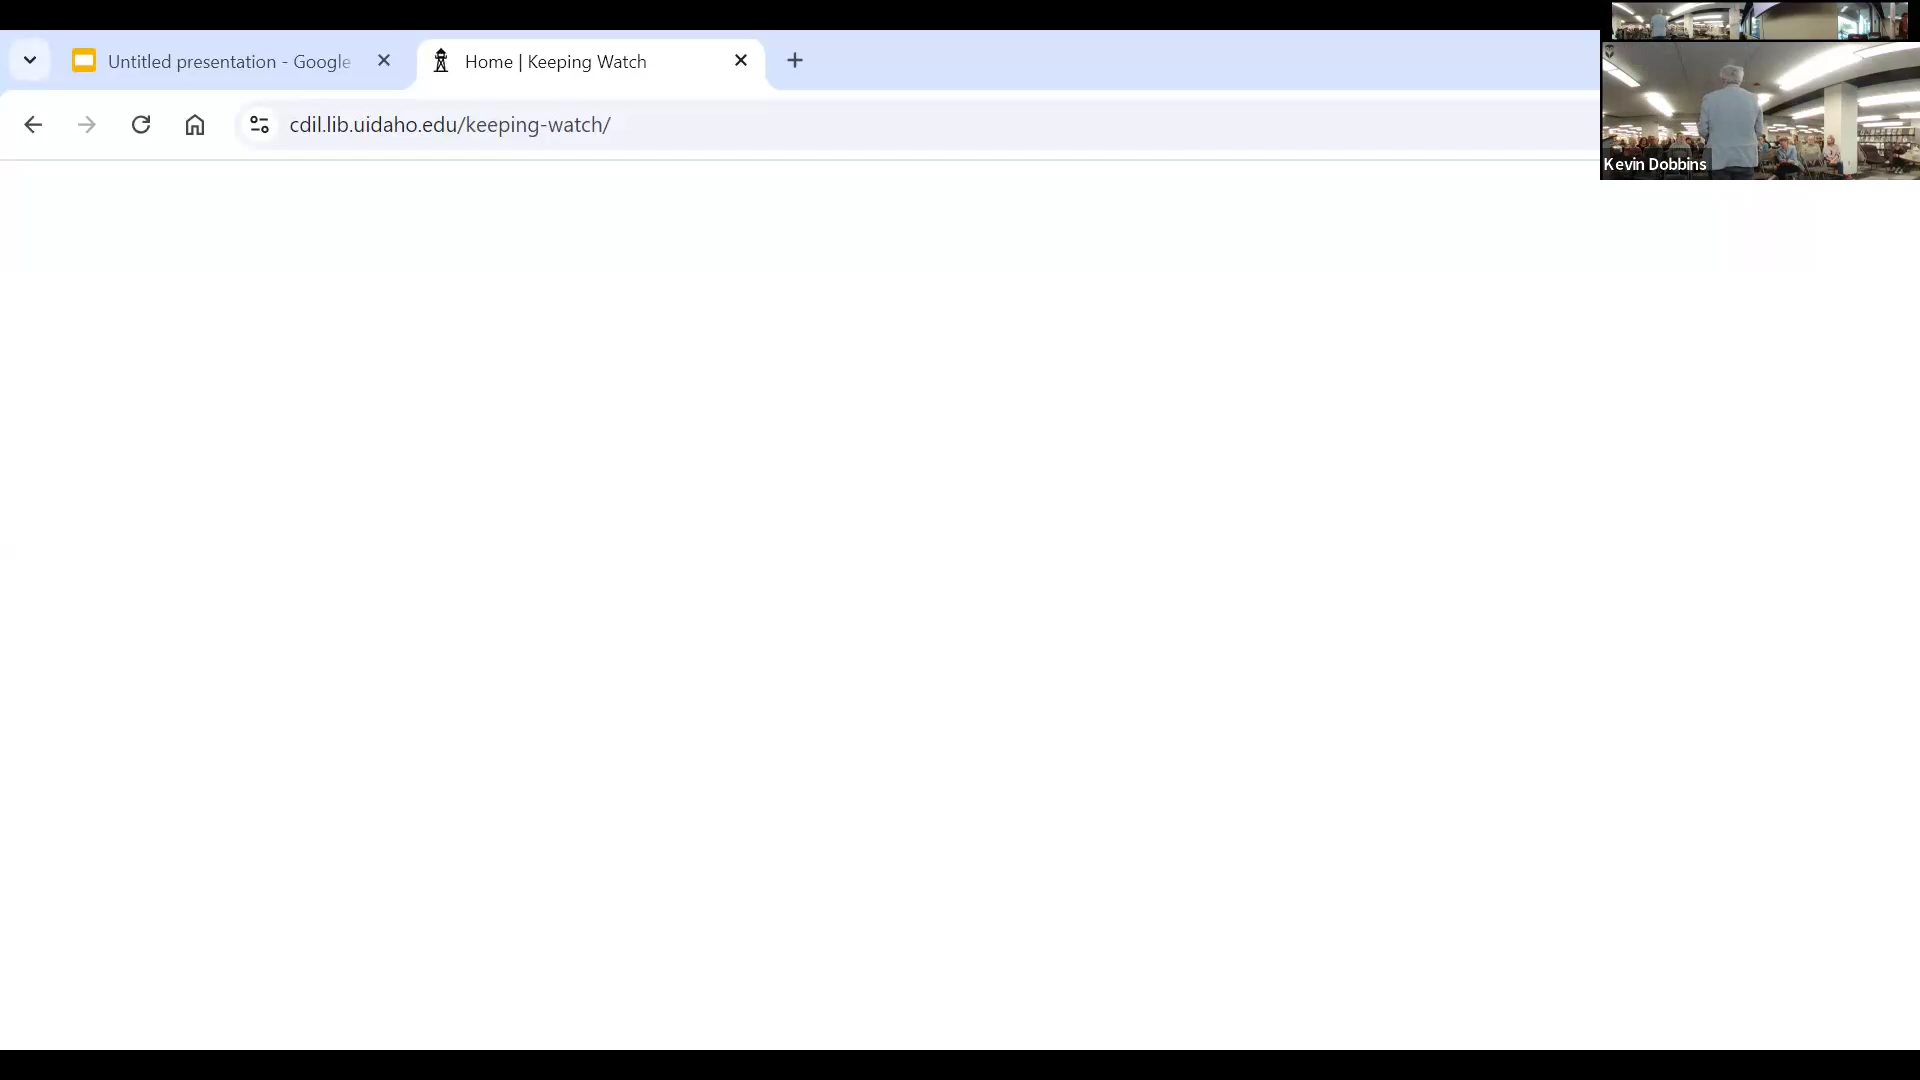 Untitled presentation - Google
Home | Keeping Watch
cdil.lib.uidaho.edu/keeping-watch/
Kevin Dobbins